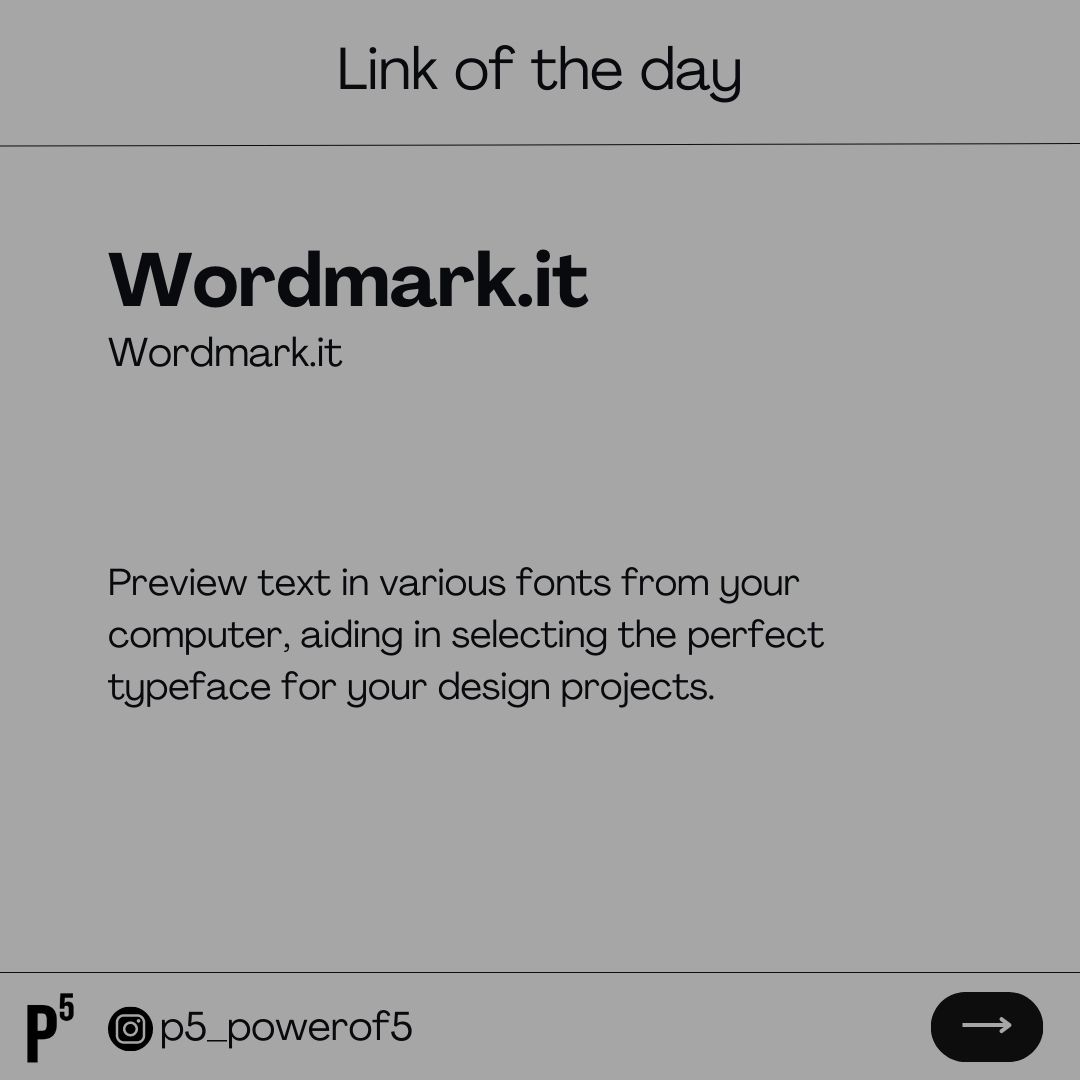 Link of the day
Wordmark.it
Wordmark.it
Preview text in various fonts from your
computer, aiding in selecting the perfect
typeface for your design projects.
P5
p5_powerof5